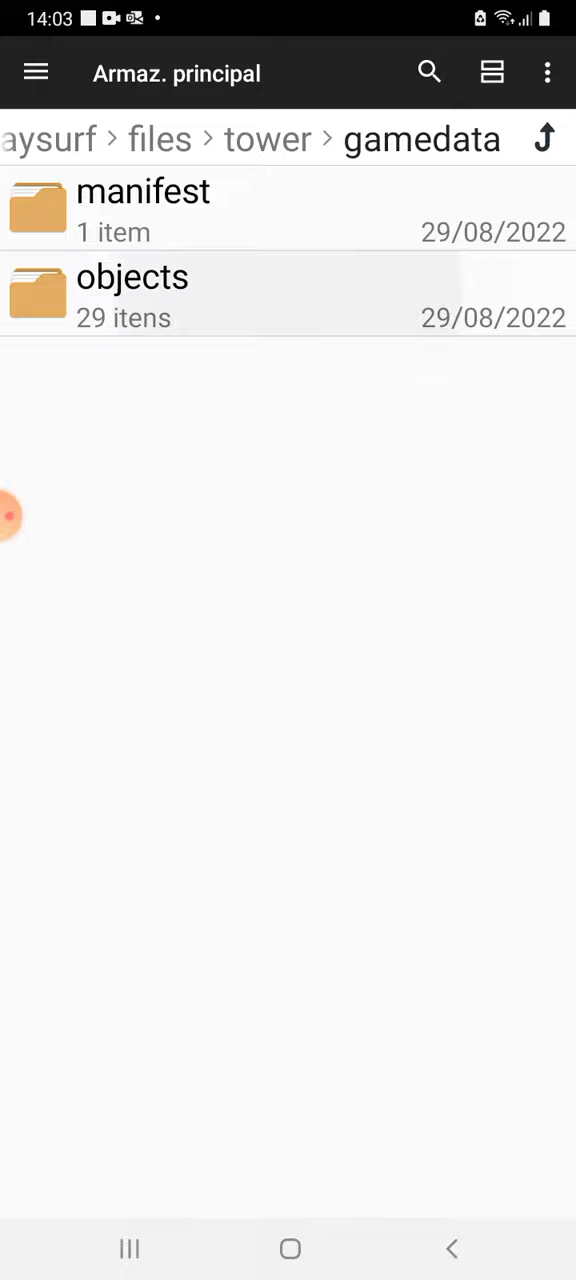 14:03
Armaz. principal
aysurf > files > tower > gamedata
manifest
1 item 29/08/2022
objects
29 itens 29/08/2022